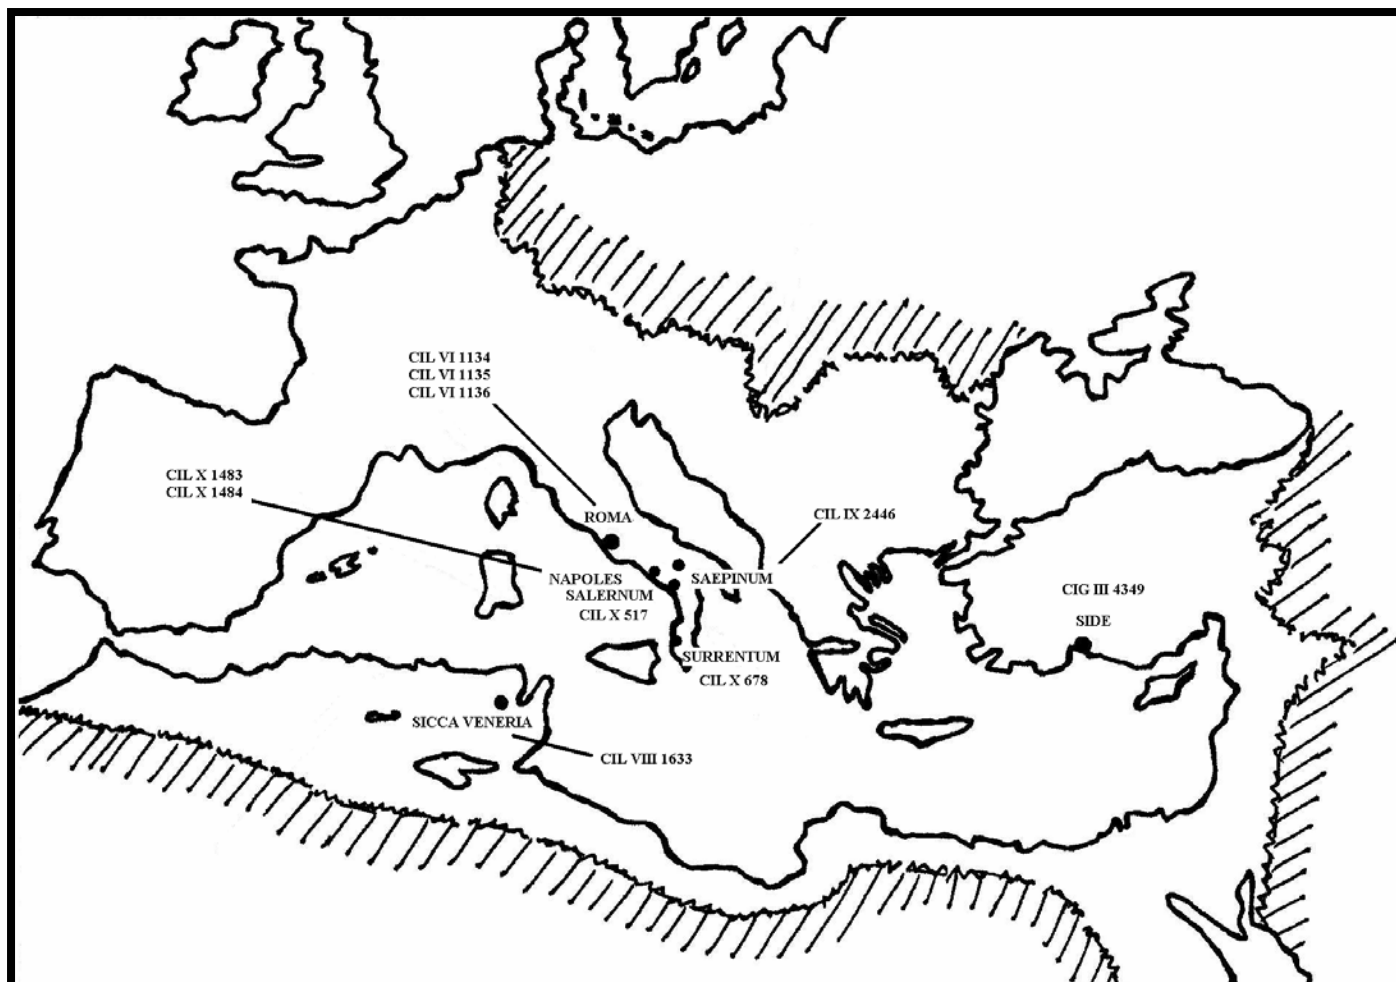 CIL VI 1134
CIL VI 1135
CIL VI 1136
CIL X 1483
CIL X 1484
ROMA
CIL IX 2446
NAPOLES
SAEPINUM
SALERNUM
CIL X 517
CIG III 4349
SIDE
SURRENTUM
CIL X 678
SICCA VENERIA
CIL VIII 1633